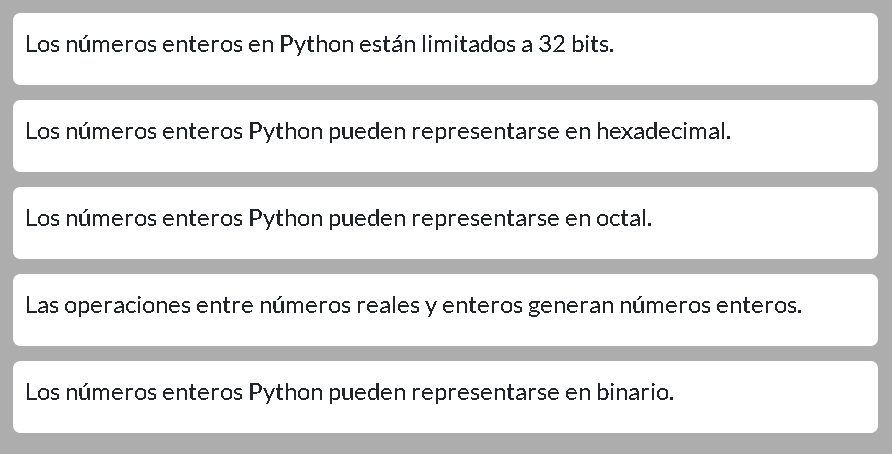 Los números enteros en Python están limitados a 32 bits.
Los números enteros Python pueden representarse en hexadecimal.
Los números enteros Python pueden representarse en octal.
Las operaciones entre números reales y enteros generan números enteros.
Los números enteros Python pueden representarse en binario.